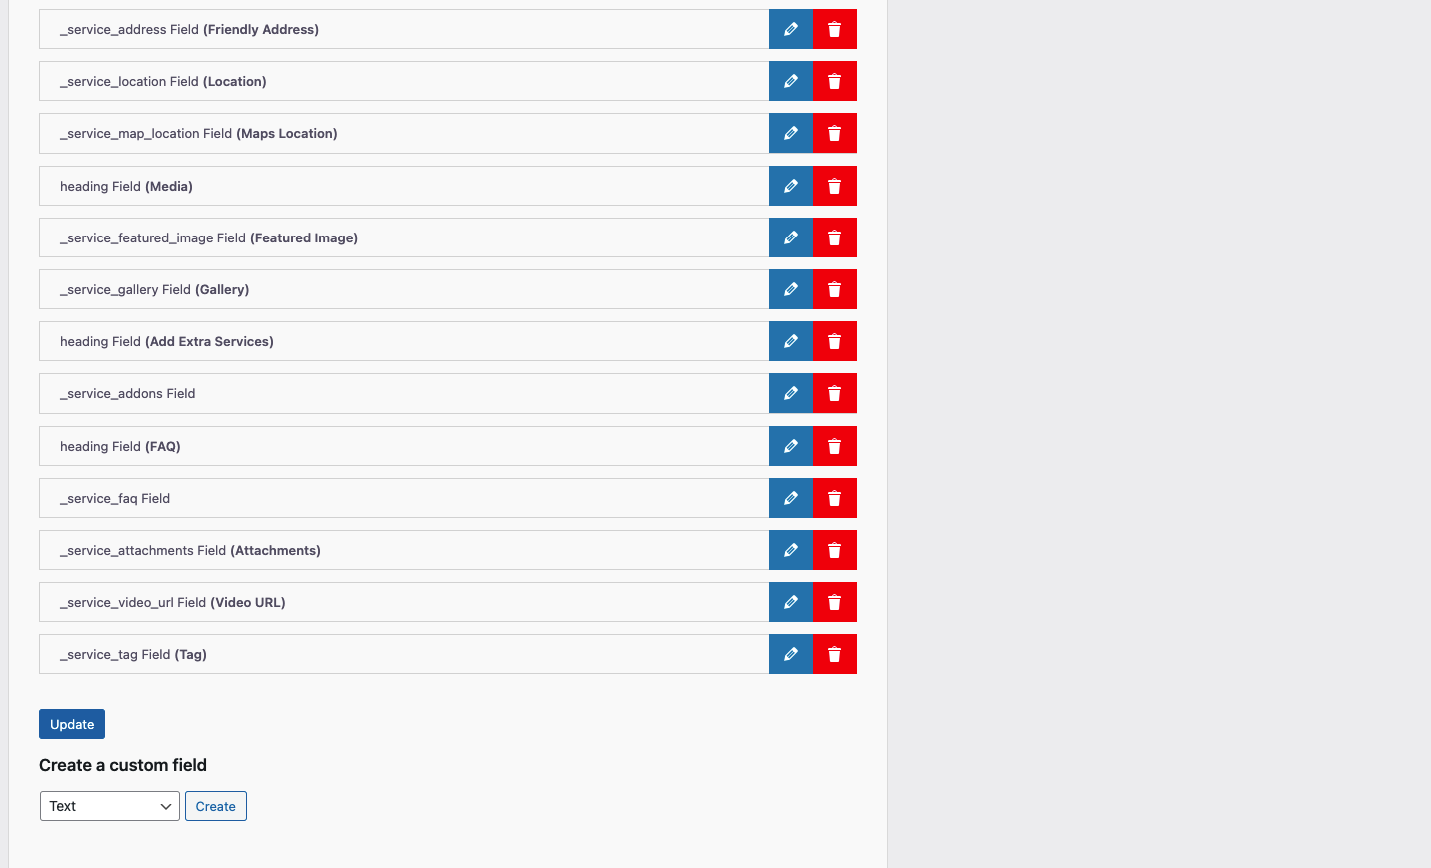 _service_address Field (Friendly Address)
_service_location Field (Location)
_service_map_location Field (Maps Location)
heading Field (Media)
_service_featured_image Field (Featured Image)
_service_gallery Field (Gallery)
heading Field (Add Extra Services)
_service_addons Field
heading Field (FAQ)
_service_faq Field
_service_attachments Field (Attachments)
_service_video_url Field (Video URL)
_service_tag Field (Tag)
Update
Create a custom field
Text
Create